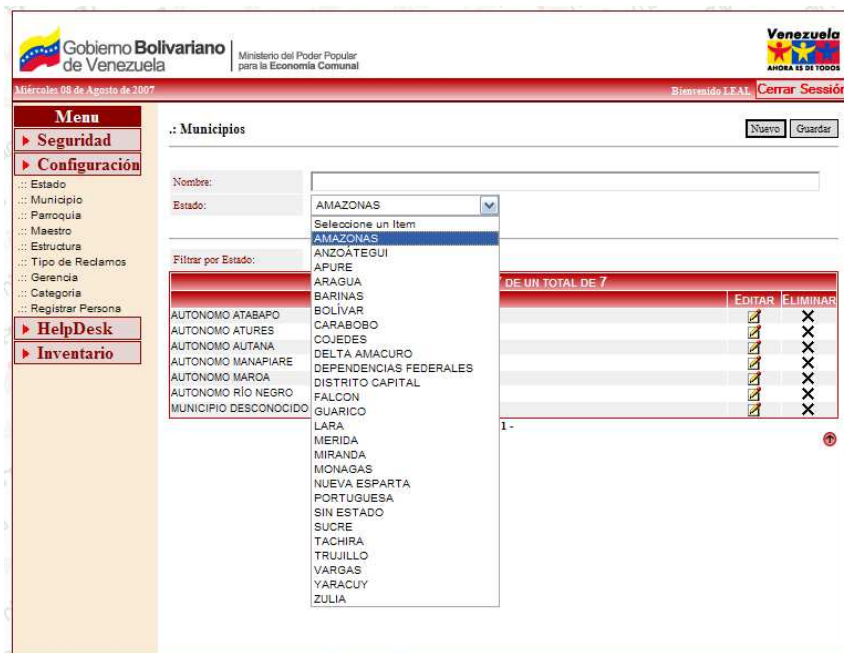 Gobierno Bolivariano
de Venezuela
Ministerio del Poder Popular
para la Economía Comunal
Venezuela
AHORA ES DE TODOS
Miércoles 08 de Agosto de 2007
Bienvenido LEAL
Cerrar Sessión
Menu
Seguridad
Configuración
.:: Estado
.:: Municipio
.:: Parroquia
.:: Maestro
.:: Estructura
.:: Tipo de Reclamos
.:: Gerencia
.:: Categoria
.:: Registrar Persona
HelpDesk
Inventario
.: Municipios
Nuevo
Guardar
Nombre:
Estado:
AMAZONAS
Seleccione un Item
AMAZONAS
ANZOÁTEGUI
APURE
ARAGUA
BARINAS
BOLÍVAR
CARABOBO
COJEDES
DELTA AMACURO
DEPENDENCIAS FEDERALES
DISTRITO CAPITAL
FALCON
GUARICO
LARA
MERIDA
MIRANDA
MONAGAS
NUEVA ESPARTA
PORTUGUESA
SIN ESTADO
SUCRE
TACHIRA
TRUJILLO
VARGAS
YARACUY
ZULIA
Filtrar por Estado:
DE UN TOTAL DE 7
EDITAR ELIMINAR
AUTONOMO ATABAPO
AUTONOMO ATURES
AUTONOMO AUTANA
AUTONOMO MANAPIARE
AUTONOMO MAROA
AUTONOMO RÍO NEGRO
MUNICIPIO DESCONOCIDO
1 -